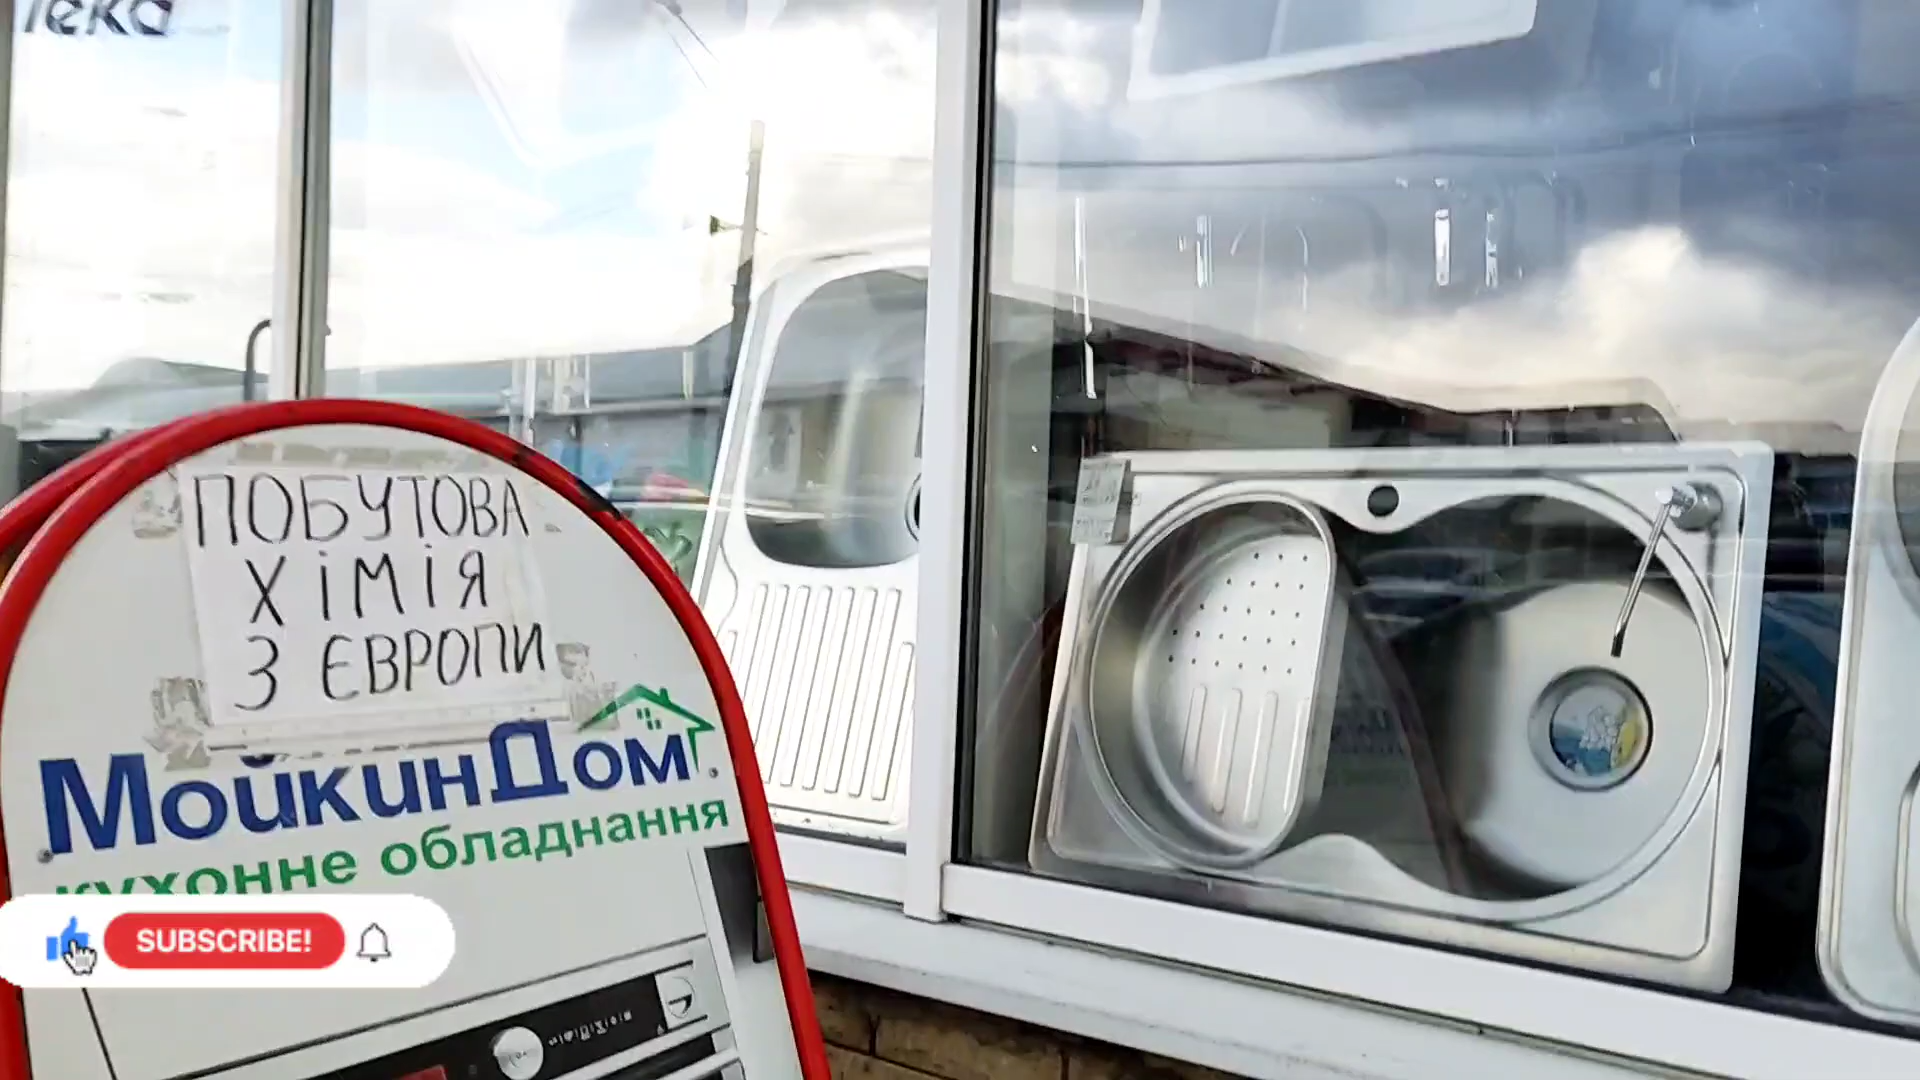 ПОБУТОВА
ХІМІЯ
З ЄВРОПИ
МойкинДом
кухонне обладнання
SUBSCRIBE!